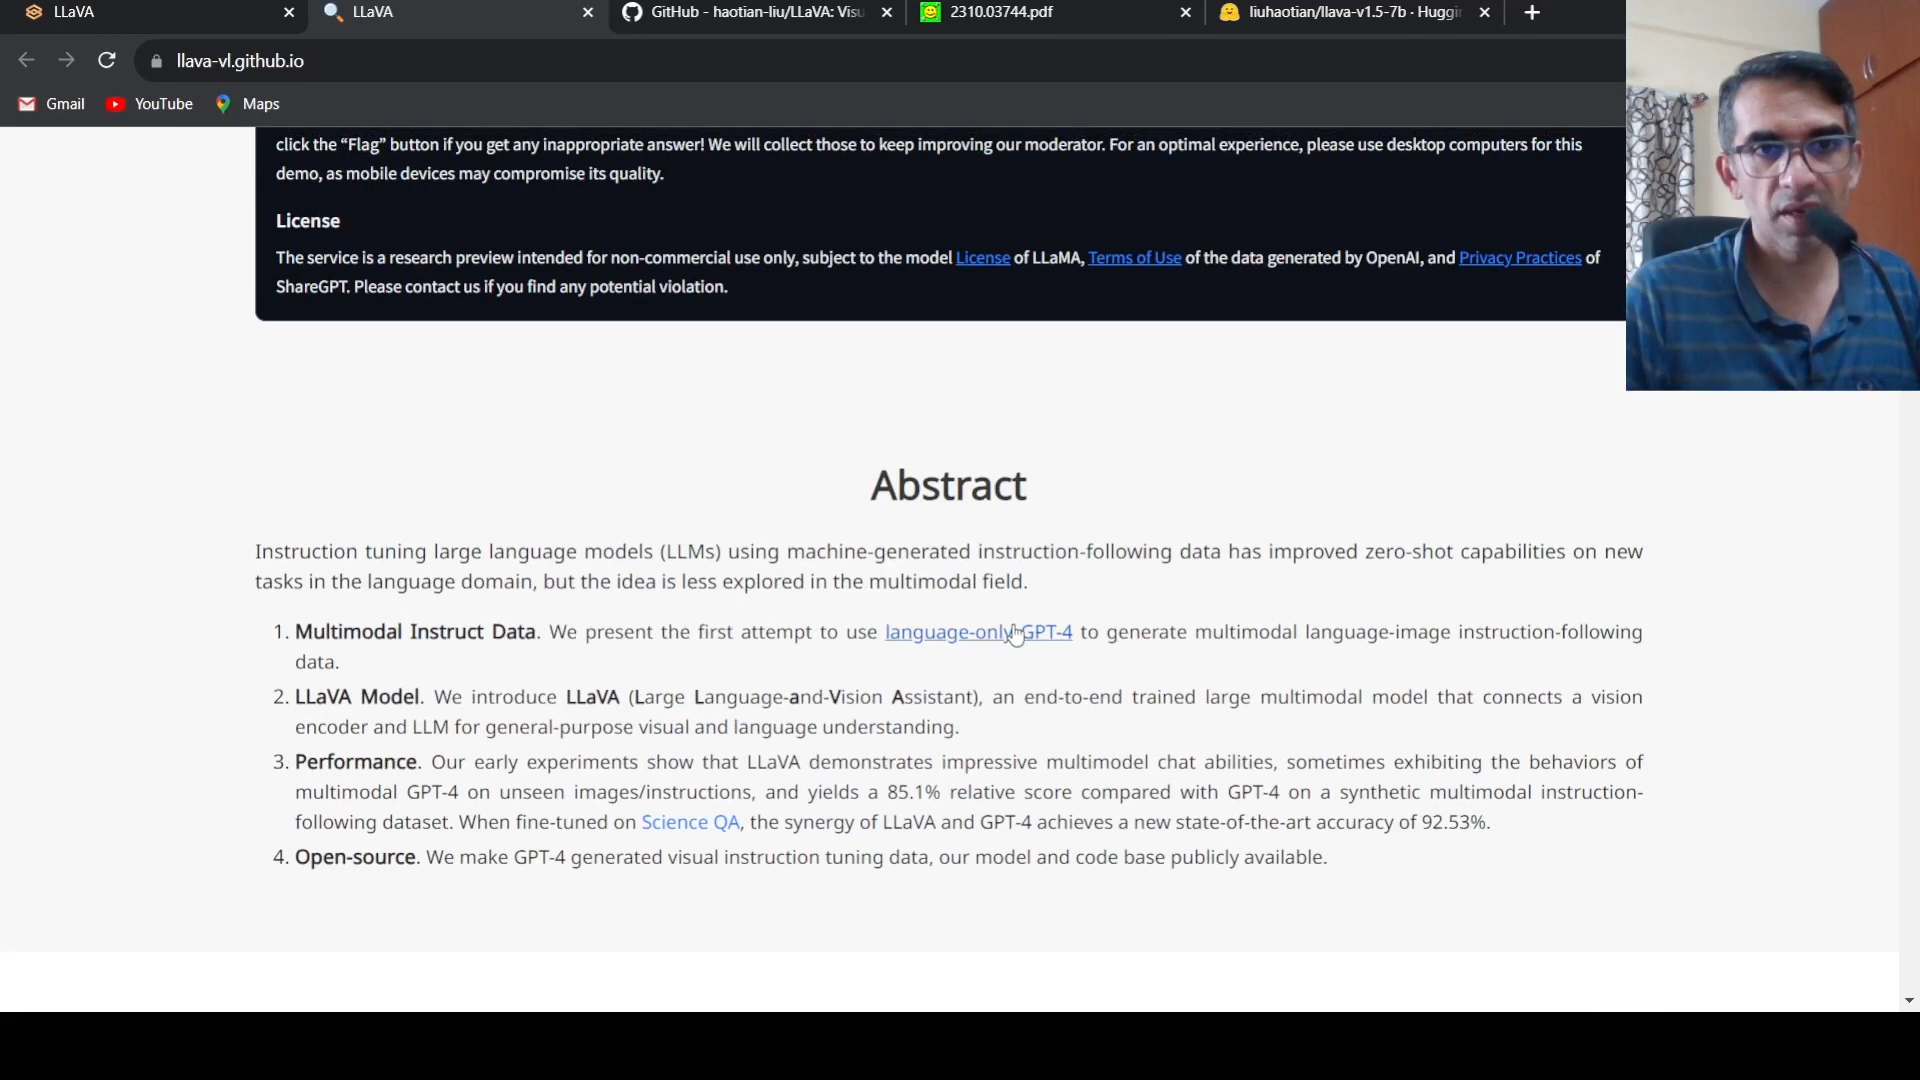 LLaVA
LLaVA
GitHub - haotian-liu/LLaVA: Visu
2310.03744.pdf
liuhaotian/llava-v1.5-7b · Huggin
llava-vl.github.io
Gmail
YouTube
Maps
click the “Flag” button if you get any inappropriate answer! We will collect those to keep improving our moderator. For an optimal experience, please use desktop computers for this
demo, as mobile devices may compromise its quality.
License
The service is a research preview intended for non-commercial use only, subject to the model License of LLaMA, Terms of Use of the data generated by OpenAI, and Privacy Practices of
ShareGPT. Please contact us if you find any potential violation.
Abstract
Instruction tuning large language models (LLMs) using machine-generated instruction-following data has improved zero-shot capabilities on new
tasks in the language domain, but the idea is less explored in the multimodal field.
1. Multimodal Instruct Data. We present the first attempt to use language-only GPT-4 to generate multimodal language-image instruction-following
data.
2. LLaVA Model. We introduce LLaVA (Large Language-and-Vision Assistant), an end-to-end trained large multimodal model that connects a vision
encoder and LLM for general-purpose visual and language understanding.
3. Performance. Our early experiments show that LLaVA demonstrates impressive multimodel chat abilities, sometimes exhibiting the behaviors of
multimodal GPT-4 on unseen images/instructions, and yields a 85.1% relative score compared with GPT-4 on a synthetic multimodal instruction-
following dataset. When fine-tuned on Science QA, the synergy of LLaVA and GPT-4 achieves a new state-of-the-art accuracy of 92.53%.
4. Open-source. We make GPT-4 generated visual instruction tuning data, our model and code base publicly available.